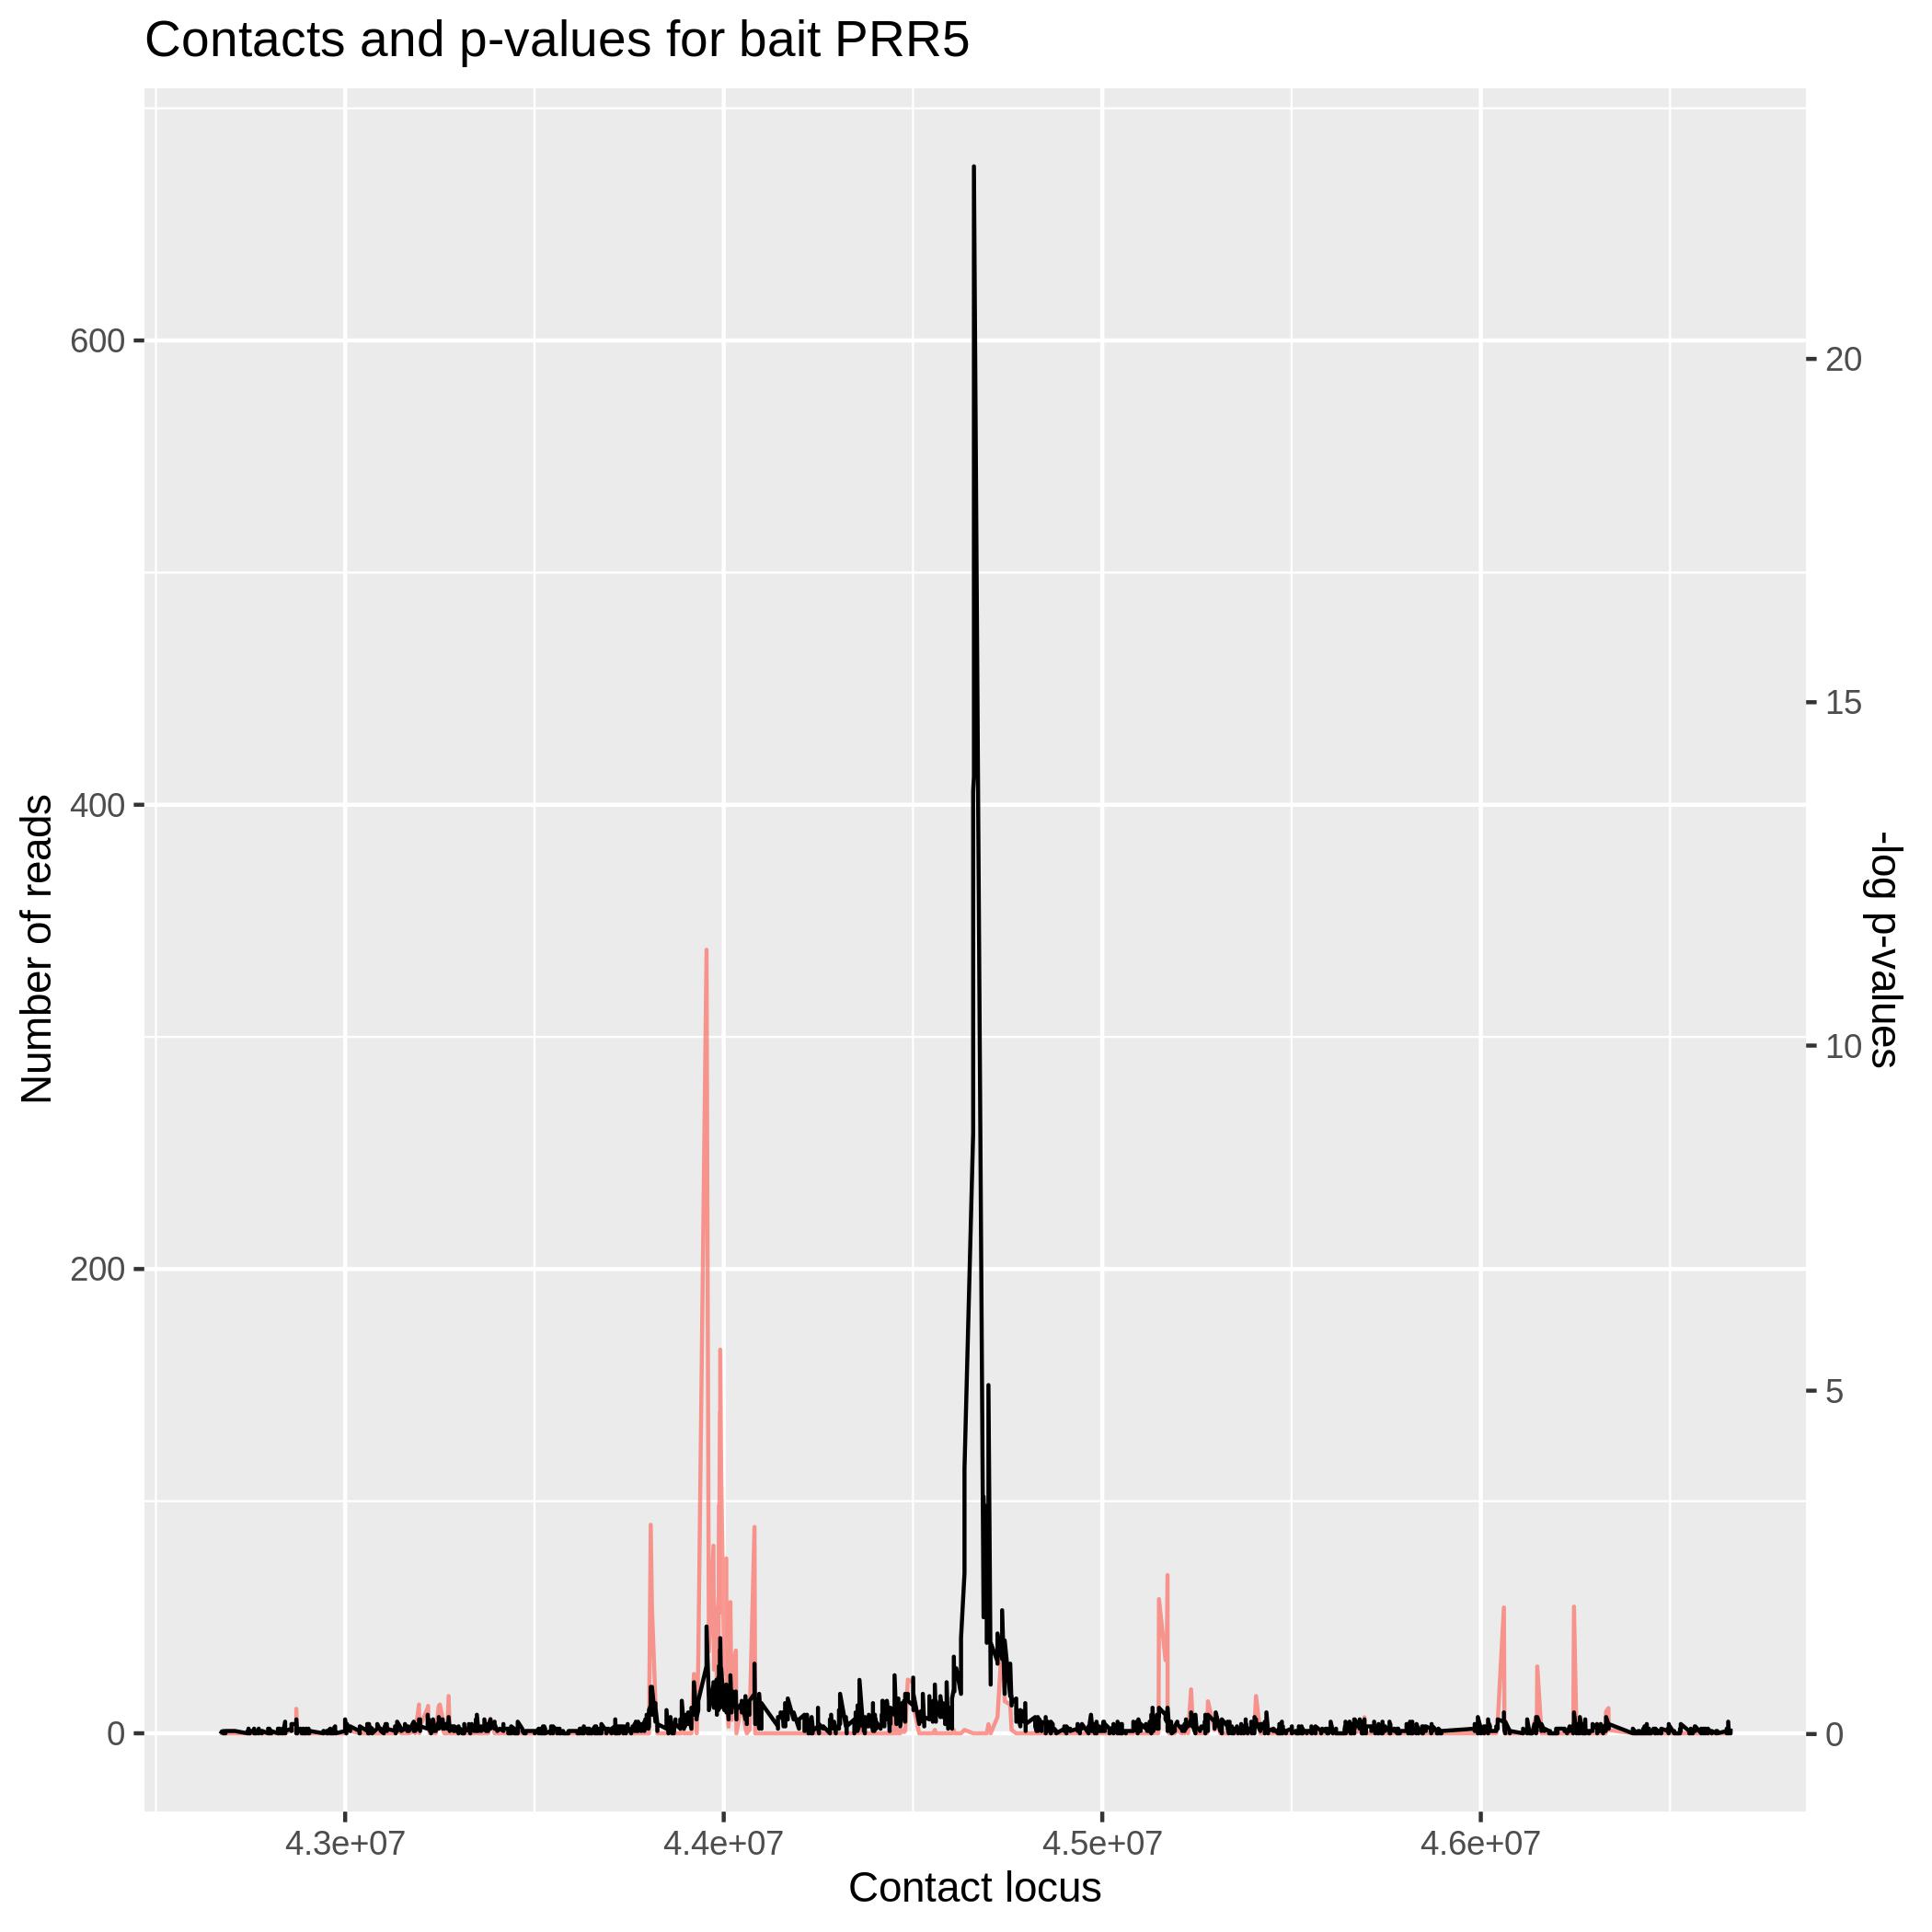 Contacts and p-values for bait PRR5
600
400
200
0
20
15
10
5
0
Number of reads
-log p-values
4.3e+07
4.4e+07
4.5e+07
4.6e+07
Contact locus